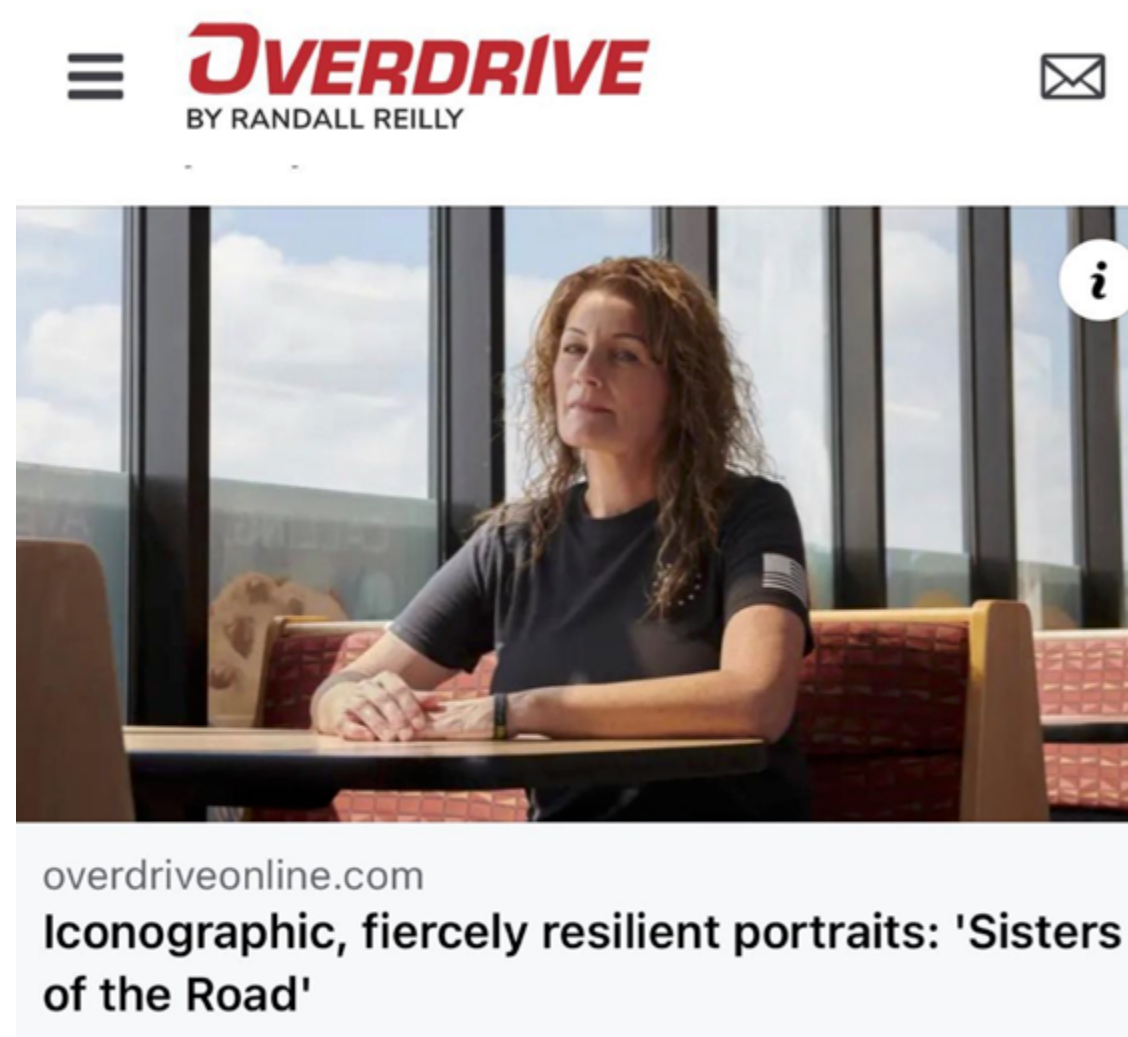 OVERDRIVE
BY RANDALL REILLY
i
overdriveonline.com
Iconographic, fiercely resilient portraits: 'Sisters
of the Road'